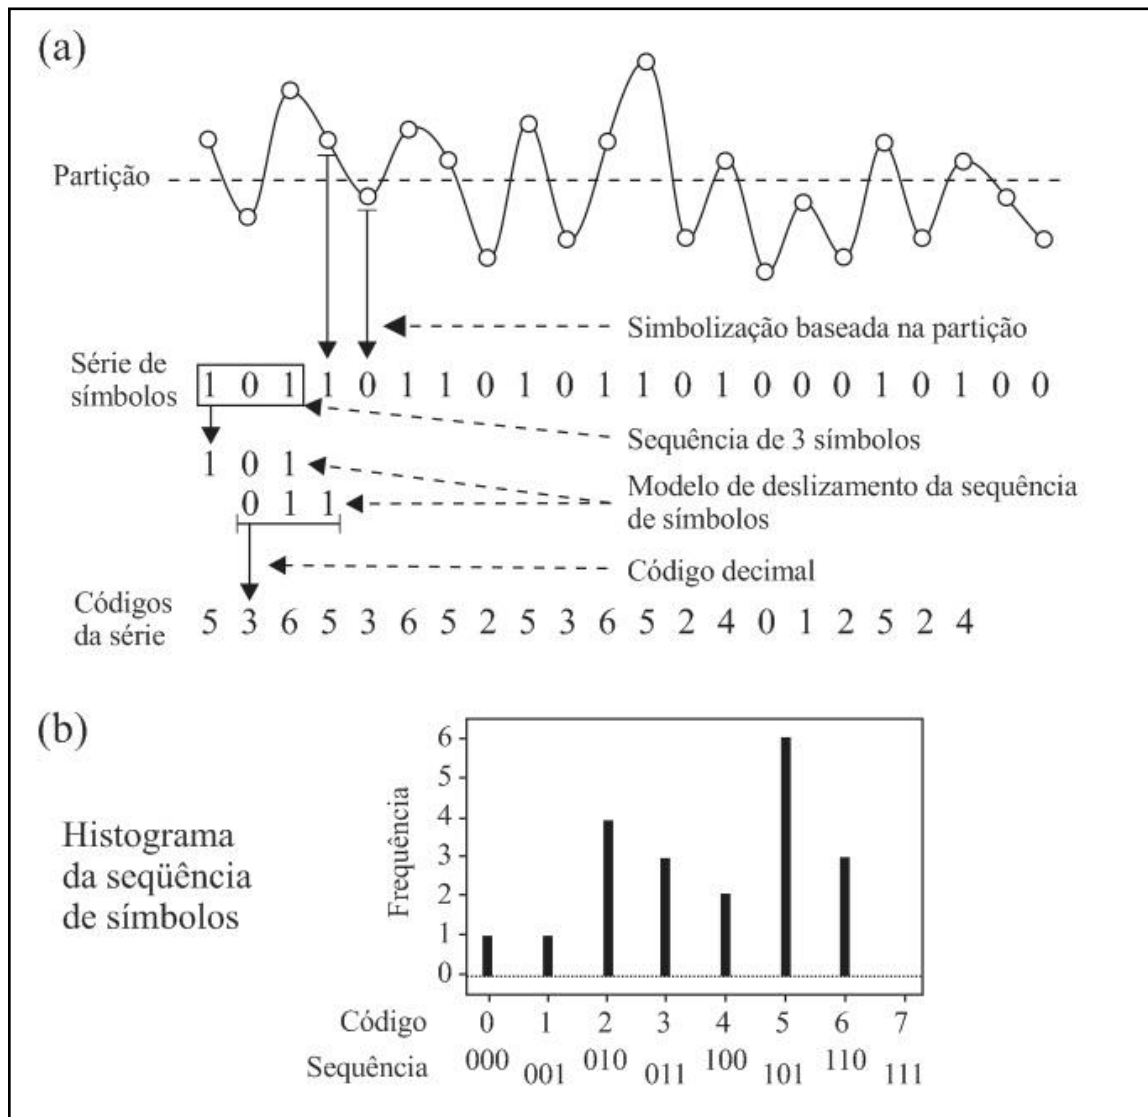 (a)
Partição
Simbolização baseada na partição
Série de
símbolos
1 0 1 1 0 1 1 0 1 0 1 1 0 1 0 0 0 1 0 1 0 0
Sequência de 3 símbolos
1 0 1
0 1 1
Modelo de deslizamento da sequência
de símbolos
Código decimal
Códigos
da série
5 3 6 5 3 6 5 2 5 3 6 5 2 4 0 1 2 5 2 4
(b)
Histograma
da seqüência
de símbolos
Frequência
6
5
4
3
2
1
0
Código 0 1 2 3 4 5 6 7
Sequência 000 001 010 011 100 101 110 111